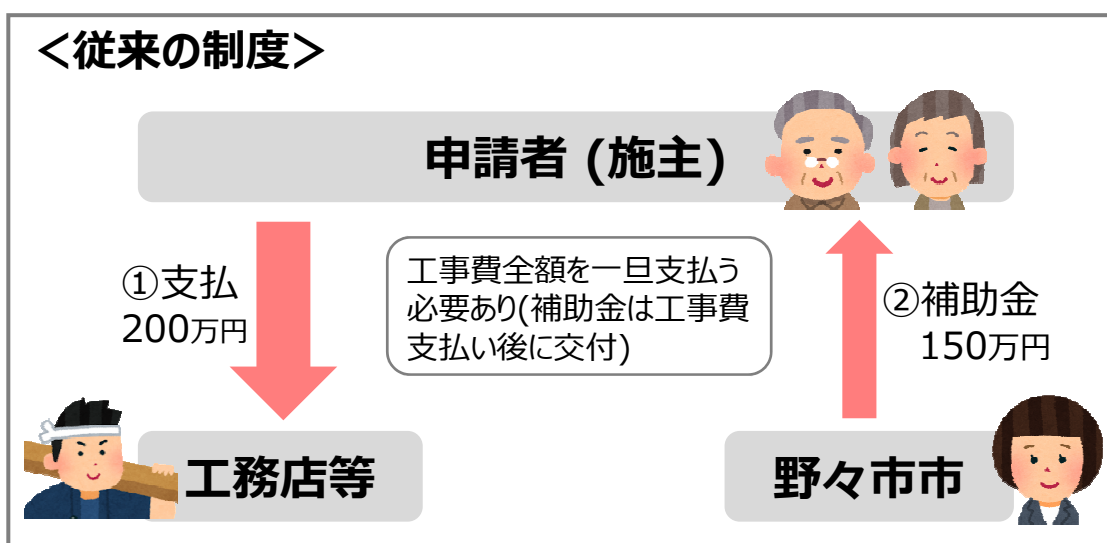 ＜従来の制度＞
申請者 (施主)
①支払
200万円
工事費全額を一旦支払う
必要あり(補助金は工事費
支払い後に交付)
②補助金
150万円
工務店等
野々市市